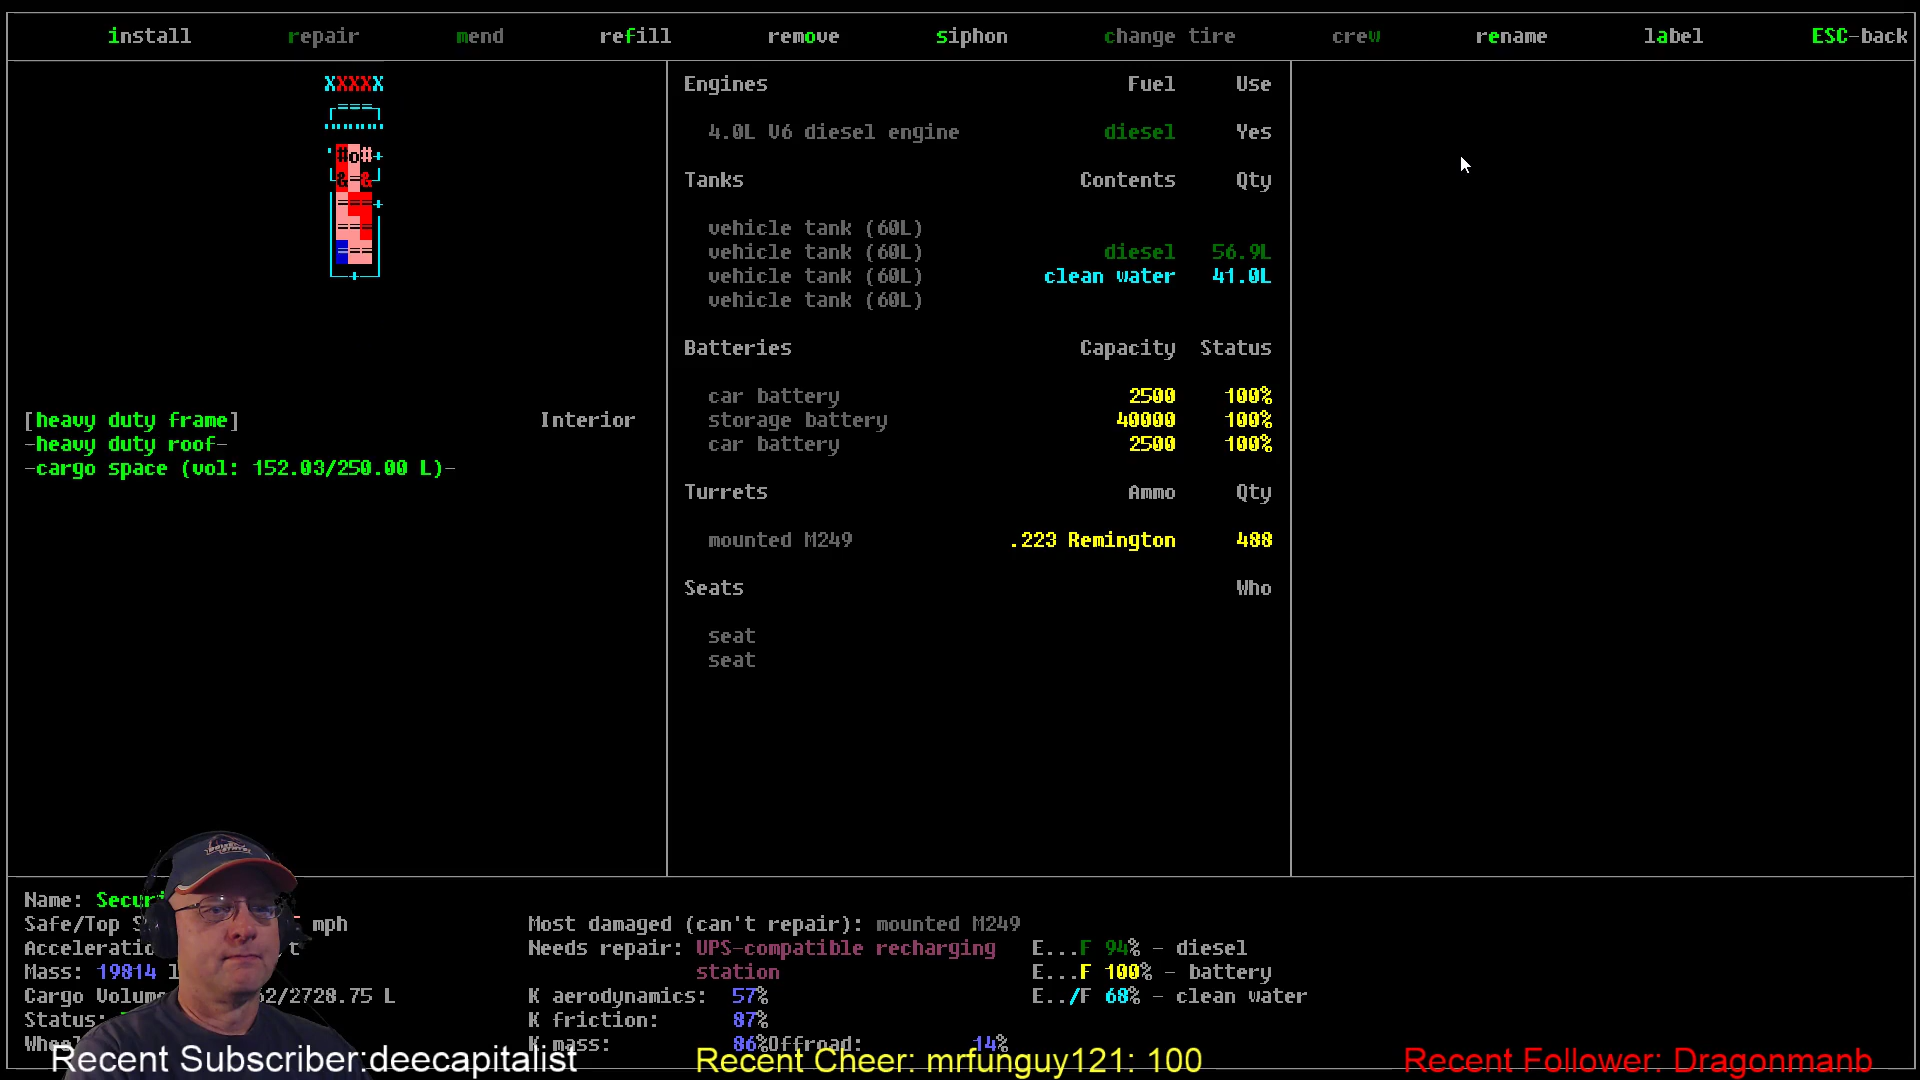 install repair mend refill remove siphon change tire crew rename label ESC-back
Engines Fuel Use
4.0L V6 diesel engine diesel Yes
Tanks Contents Qty
vehicle tank (60L)
vehicle tank (60L) diesel 56.9L
vehicle tank (60L) clean water 41.0L
vehicle tank (60L)
Batteries Capacity Status
car battery 2500 100%
storage battery 40000 100%
car battery 2500 100%
[heavy duty frame] Interior
-heavy duty roof-
-cargo space (vol: 152.03/250.00 L)-
Turrets Ammo Qty
mounted M249 .223 Remington 488
Seats Who
seat
seat
Name: Securi
Safe/Top S mph Most damaged (can't repair): mounted M249
Acceleratio t Needs repair: UPS-compatible recharging E...F 94% - diesel
Mass: 19814 l station E...F 100% - battery
Cargo Volume 62/2728.75 L K aerodynamics: 57% E../F 68% - clean water
Status: K friction: 87%
Whee K mass: 86%Offroad: 14%
Recent Subscriber:deecapitalist Recent Cheer: mrfunguy121: 100 Recent Follower: Dragonmanb